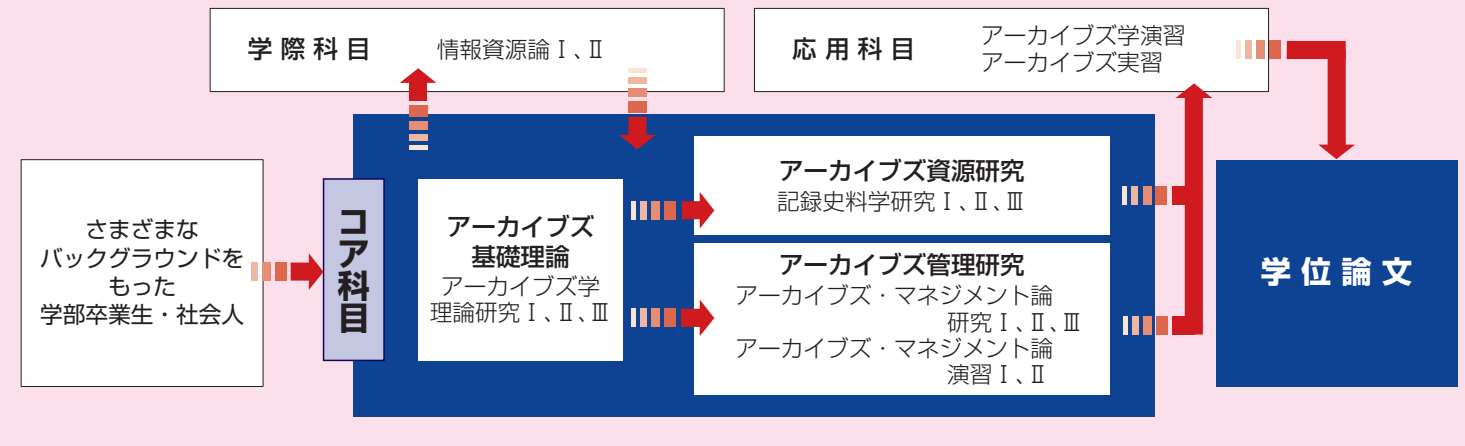 学際科目 情報資源論Ⅰ、Ⅱ
応用科目 アーカイブズ学演習
アーカイブズ実習
さまざまな
バックグラウンドを
もった
学部卒業生・社会人
コア科目
アーカイブズ
基礎理論
アーカイブズ学
理論研究Ⅰ、Ⅱ、Ⅲ
アーカイブズ資源研究
記録史料学研究Ⅰ、Ⅱ、Ⅲ
アーカイブズ管理研究
アーカイブズ・マネジメント論
研究Ⅰ、Ⅱ、Ⅲ
アーカイブズ・マネジメント論
演習Ⅰ、Ⅱ
学位論文